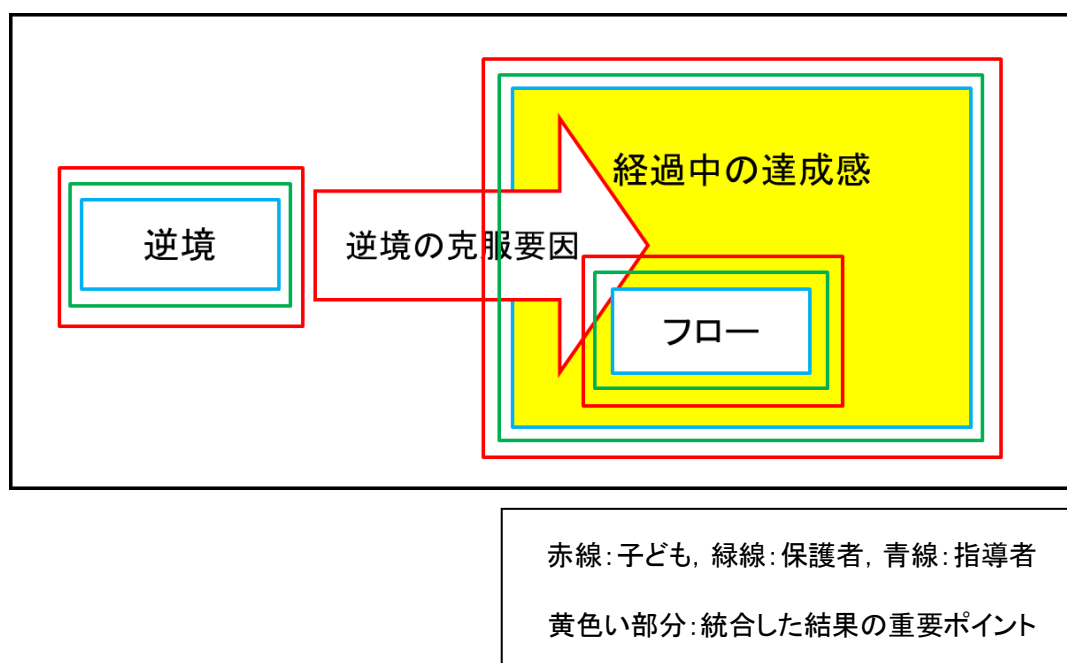 経過中の達成感
逆境
逆境の克服要因
フロー
赤線:子ども, 緑線:保護者, 青線:指導者
黄色い部分:統合した結果の重要ポイント